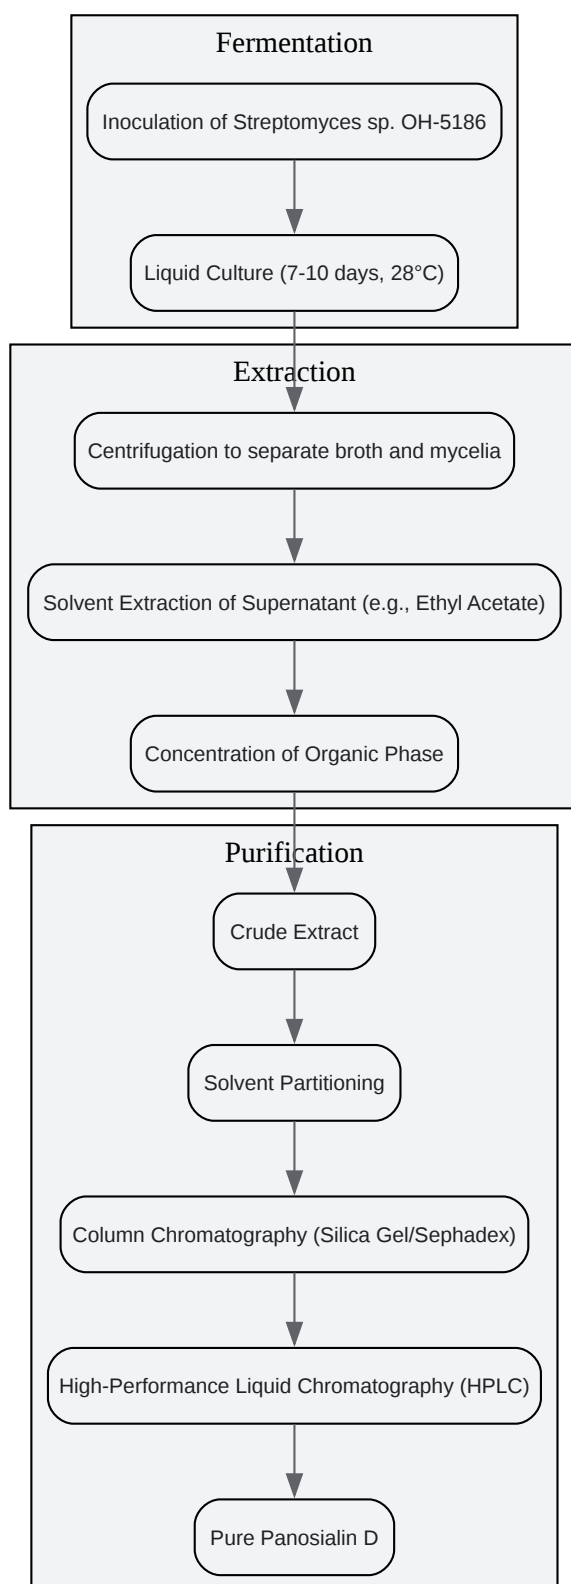 Fermentation
Inoculation of Streptomyces sp. OH-5186
Liquid Culture (7-10 days, 28°C)
Extraction
Centrifugation to separate broth and mycelia
Solvent Extraction of Supernatant (e.g., Ethyl Acetate)
Concentration of Organic Phase
Purification
Crude Extract
Solvent Partitioning
Column Chromatography (Silica Gel/Sephadex)
High-Performance Liquid Chromatography (HPLC)
Pure Panosialin D